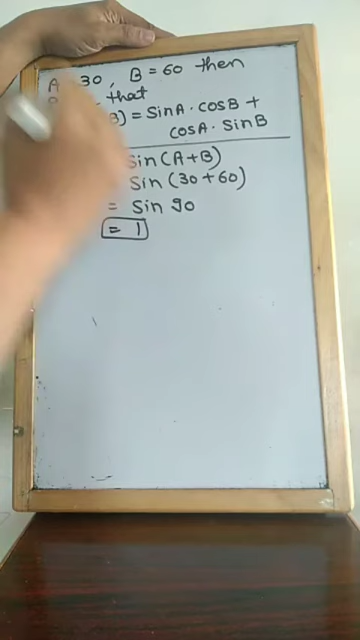 A 30, B = 60 then
that
B) = sinA · cosB +
cosA · sinB
sin(A+B)
sin (30+60)
= sin 90
= 1